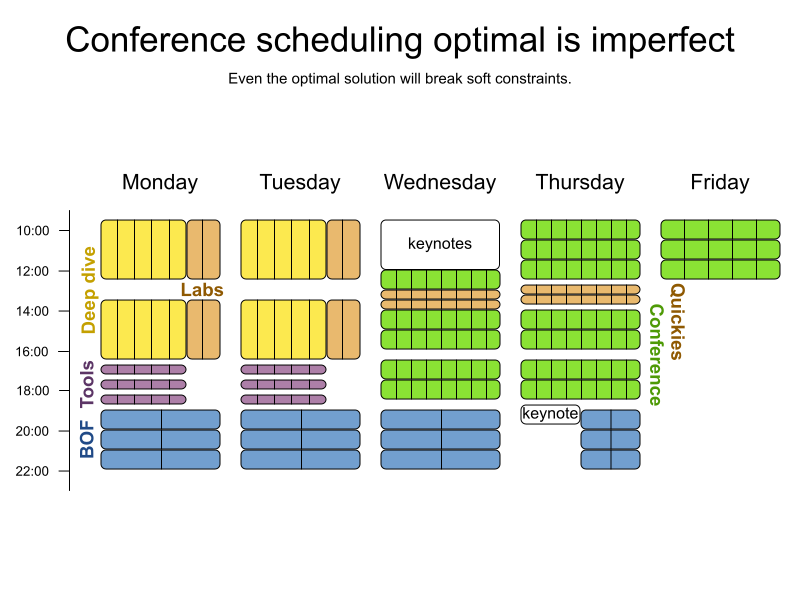 Conference scheduling optimal is imperfect
Even the optimal solution will break soft constraints.
Monday
Tuesday
Wednesday
Thursday
Friday
10:00
12:00
14:00
16:00
18:00
20:00
22:00
Deep dive
Labs
Tools
BOF
keynotes
keynote
Quickies
Conference